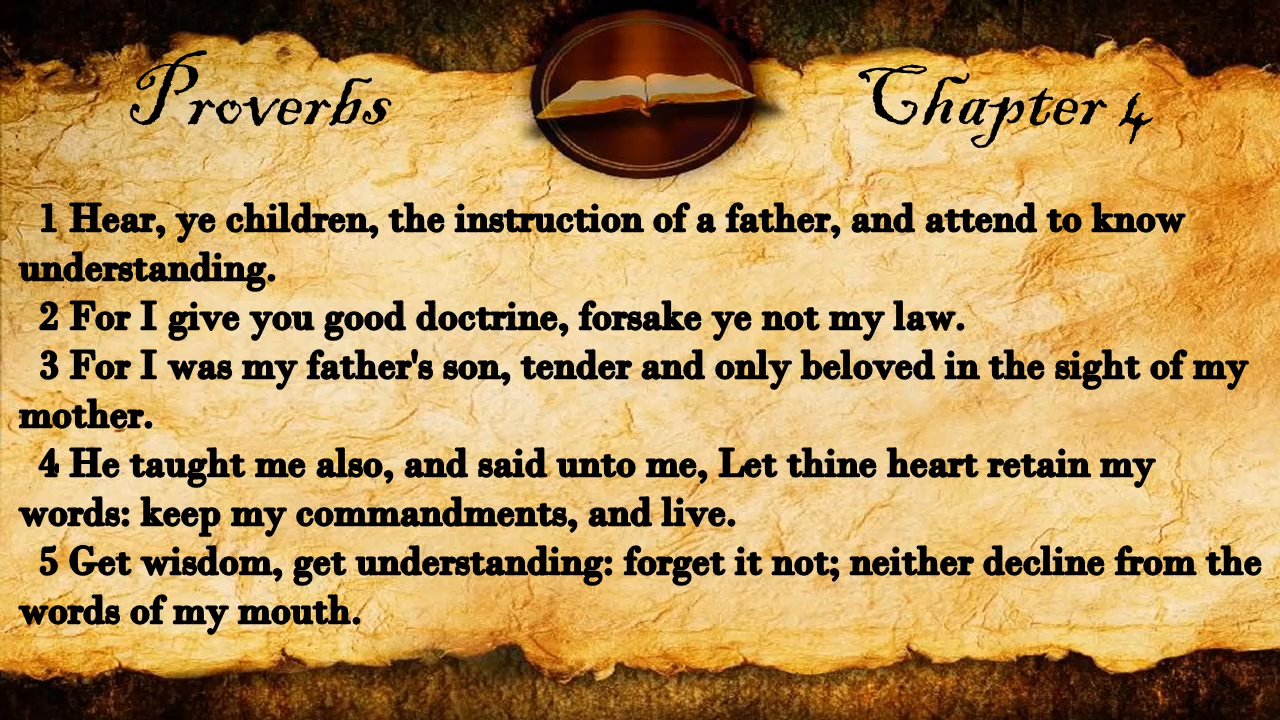 Proverbs
Chapter 4
1 Hear, ye children, the instruction of a father, and attend to know
understanding.
2 For I give you good doctrine, forsake ye not my law.
3 For I was my father's son, tender and only beloved in the sight of my
mother.
4 He taught me also, and said unto me, Let thine heart retain my
words: keep my commandments, and live.
5 Get wisdom, get understanding: forget it not; neither decline from the
words of my mouth.